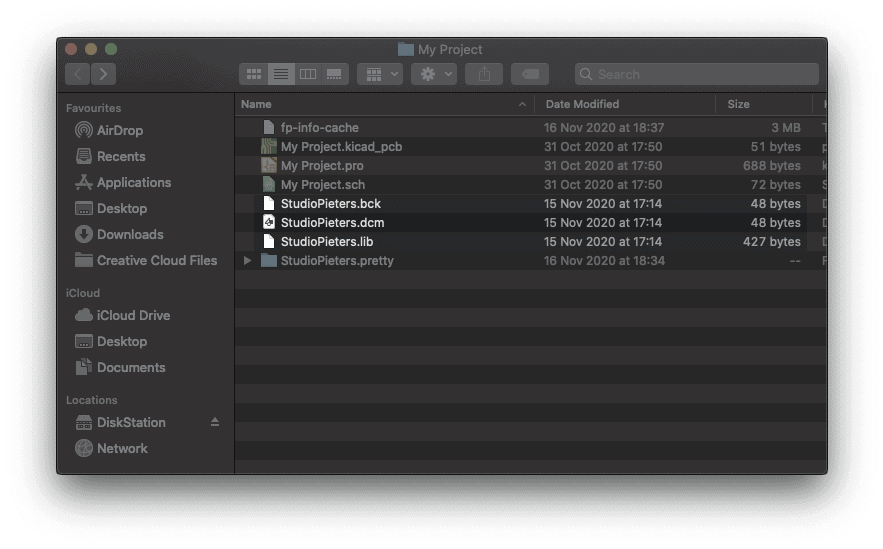 My Project
Search
Favourites
AirDrop
Recents
Applications
Desktop
Downloads
Creative Cloud Files
iCloud
iCloud Drive
Desktop
Documents
Locations
DiskStation
Network
Name Date Modified Size
fp-info-cache 16 Nov 2020 at 18:37 3 MB
My Project.kicad_pcb 31 Oct 2020 at 17:50 51 bytes
My Project.pro 31 Oct 2020 at 17:50 688 bytes
My Project.sch 31 Oct 2020 at 17:50 72 bytes
StudioPieters.bck 15 Nov 2020 at 17:14 48 bytes
StudioPieters.dcm 15 Nov 2020 at 17:14 48 bytes
StudioPieters.lib 15 Nov 2020 at 17:14 427 bytes
StudioPieters.pretty 16 Nov 2020 at 18:34 --